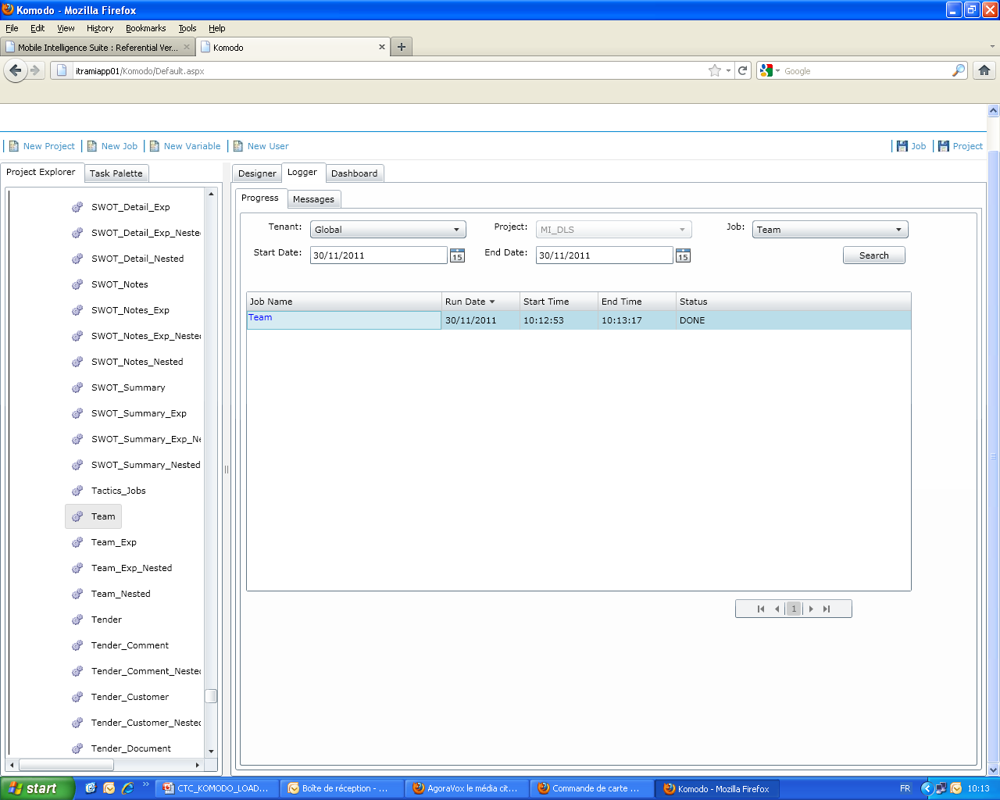 Komodo - Mozilla Firefox
File Edit View History Bookmarks Tools Help
Mobile Intelligence Suite : Referential Ver... Komodo
itramiapp01/Komodo/Default.aspx Google
New Project New Job New Variable New User Job Project
Project Explorer Task Palette Designer Logger Dashboard
Progress Messages
Tenant: Global Project: MI_DLS Job: Team
Start Date: 30/11/2011 15 End Date: 30/11/2011 15 Search
Job Name Run Date Start Time End Time Status
Team 30/11/2011 10:12:53 10:13:17 DONE
1
SWOT_Detail_Exp
SWOT_Detail_Exp_Neste
SWOT_Detail_Nested
SWOT_Notes
SWOT_Notes_Exp
SWOT_Notes_Exp_Neste
SWOT_Notes_Nested
SWOT_Summary
SWOT_Summary_Exp
SWOT_Summary_Exp_Ne
SWOT_Summary_Nested
Tactics_Jobs
Team
Team_Exp
Team_Exp_Nested
Team_Nested
Tender
Tender_Comment
Tender_Comment_Neste
Tender_Customer
Tender_Customer_Neste
Tender_Document
start CTC_KOMODO_LOAD... Boîte de réception - ... AgoraVox le média cit... Commande de carte ... Komodo - Mozilla Firefox FR 10:13